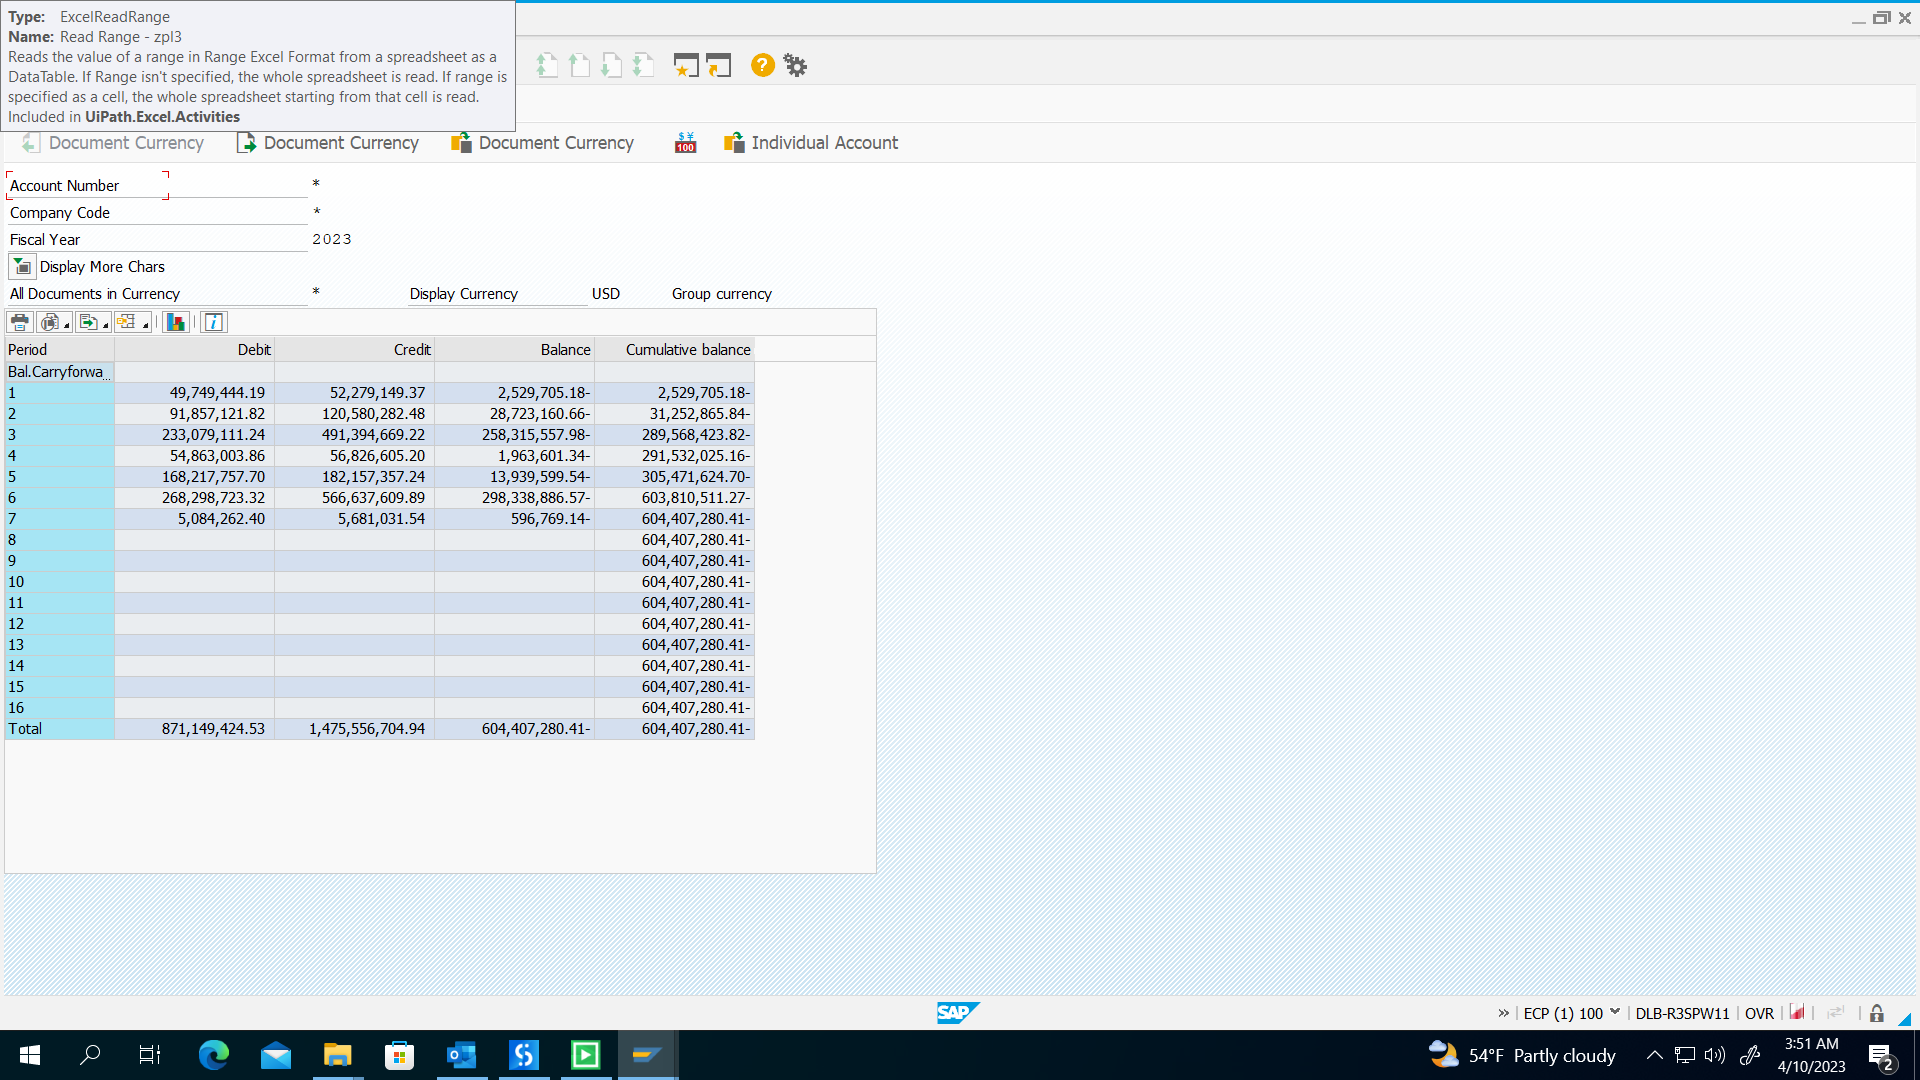 Type: ExcelReadRange
Name: Read Range - zpl3
Reads the value of a range in Range Excel Format from a spreadsheet as a
DataTable. If Range isn't specified, the whole spreadsheet is read. If range is
specified as a cell, the whole spreadsheet starting from that cell is read.
Included in UiPath.Excel.Activities
Document Currency Document Currency Document Currency $ ¥ 100 Individual Account
Account Number *
Company Code *
Fiscal Year 2023
Display More Chars
All Documents in Currency * Display Currency USD Group currency
Period Debit Credit Balance Cumulative balance
Bal.Carryforwa...
1 49,749,444.19 52,279,149.37 2,529,705.18- 2,529,705.18-
2 91,857,121.82 120,580,282.48 28,723,160.66- 31,252,865.84-
3 233,079,111.24 491,394,669.22 258,315,557.98- 289,568,423.82-
4 54,863,003.86 56,826,605.20 1,963,601.34- 291,532,025.16-
5 168,217,757.70 182,157,357.24 13,939,599.54- 305,471,624.70-
6 268,298,723.32 566,637,609.89 298,338,886.57- 603,810,511.27-
7 5,084,262.40 5,681,031.54 596,769.14- 604,407,280.41-
8 604,407,280.41-
9 604,407,280.41-
10 604,407,280.41-
11 604,407,280.41-
12 604,407,280.41-
13 604,407,280.41-
14 604,407,280.41-
15 604,407,280.41-
16 604,407,280.41-
Total 871,149,424.53 1,475,556,704.94 604,407,280.41- 604,407,280.41-
SAP ECP (1) 100 DLB-R3SPW11 OVR
54°F Partly cloudy 3:51 AM
4/10/2023 2